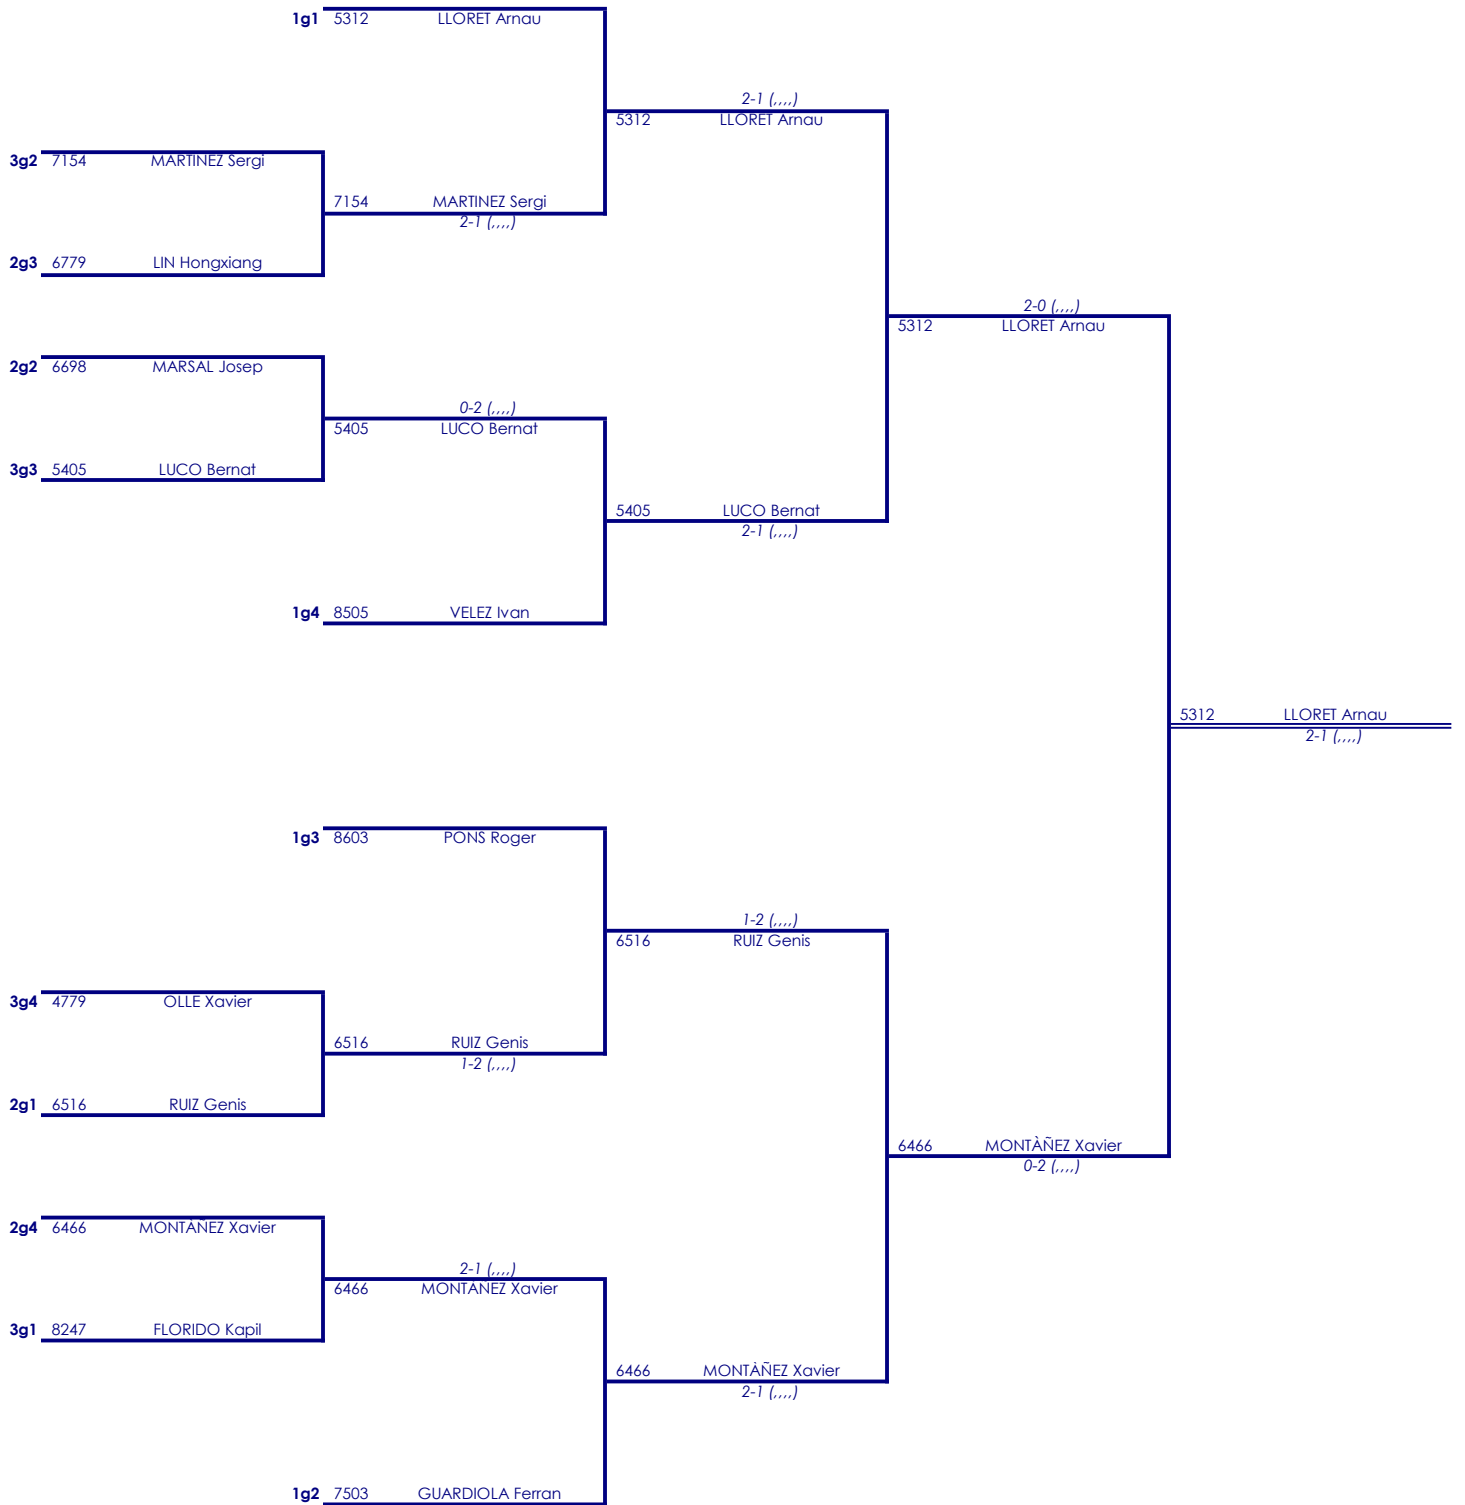 1g1 5312 LLORET Arnau
2-1 (,,,,)
5312 LLORET Arnau
3g2 7154 MARTINEZ Sergi
7154 MARTINEZ Sergi
2-1 (,,,,)
2g3 6779 LIN Hongxiang
2-0 (,,,,)
5312 LLORET Arnau
2g2 6698 MARSAL Josep
0-2 (,,,,)
5405 LUCO Bernat
3g3 5405 LUCO Bernat
5405 LUCO Bernat
2-1 (,,,,)
1g4 8505 VELEZ Ivan
5312 LLORET Arnau
2-1 (,,,,)
1g3 8603 PONS Roger
1-2 (,,,,)
6516 RUIZ Genis
3g4 4779 OLLE Xavier
6516 RUIZ Genis
1-2 (,,,,)
2g1 6516 RUIZ Genis
6466 MONTÀÑEZ Xavier
0-2 (,,,,)
2g4 6466 MONTÀÑEZ Xavier
2-1 (,,,,)
6466 MONTÀÑEZ Xavier
3g1 8247 FLORIDO Kapil
6466 MONTÀÑEZ Xavier
2-1 (,,,,)
1g2 7503 GUARDIOLA Ferran